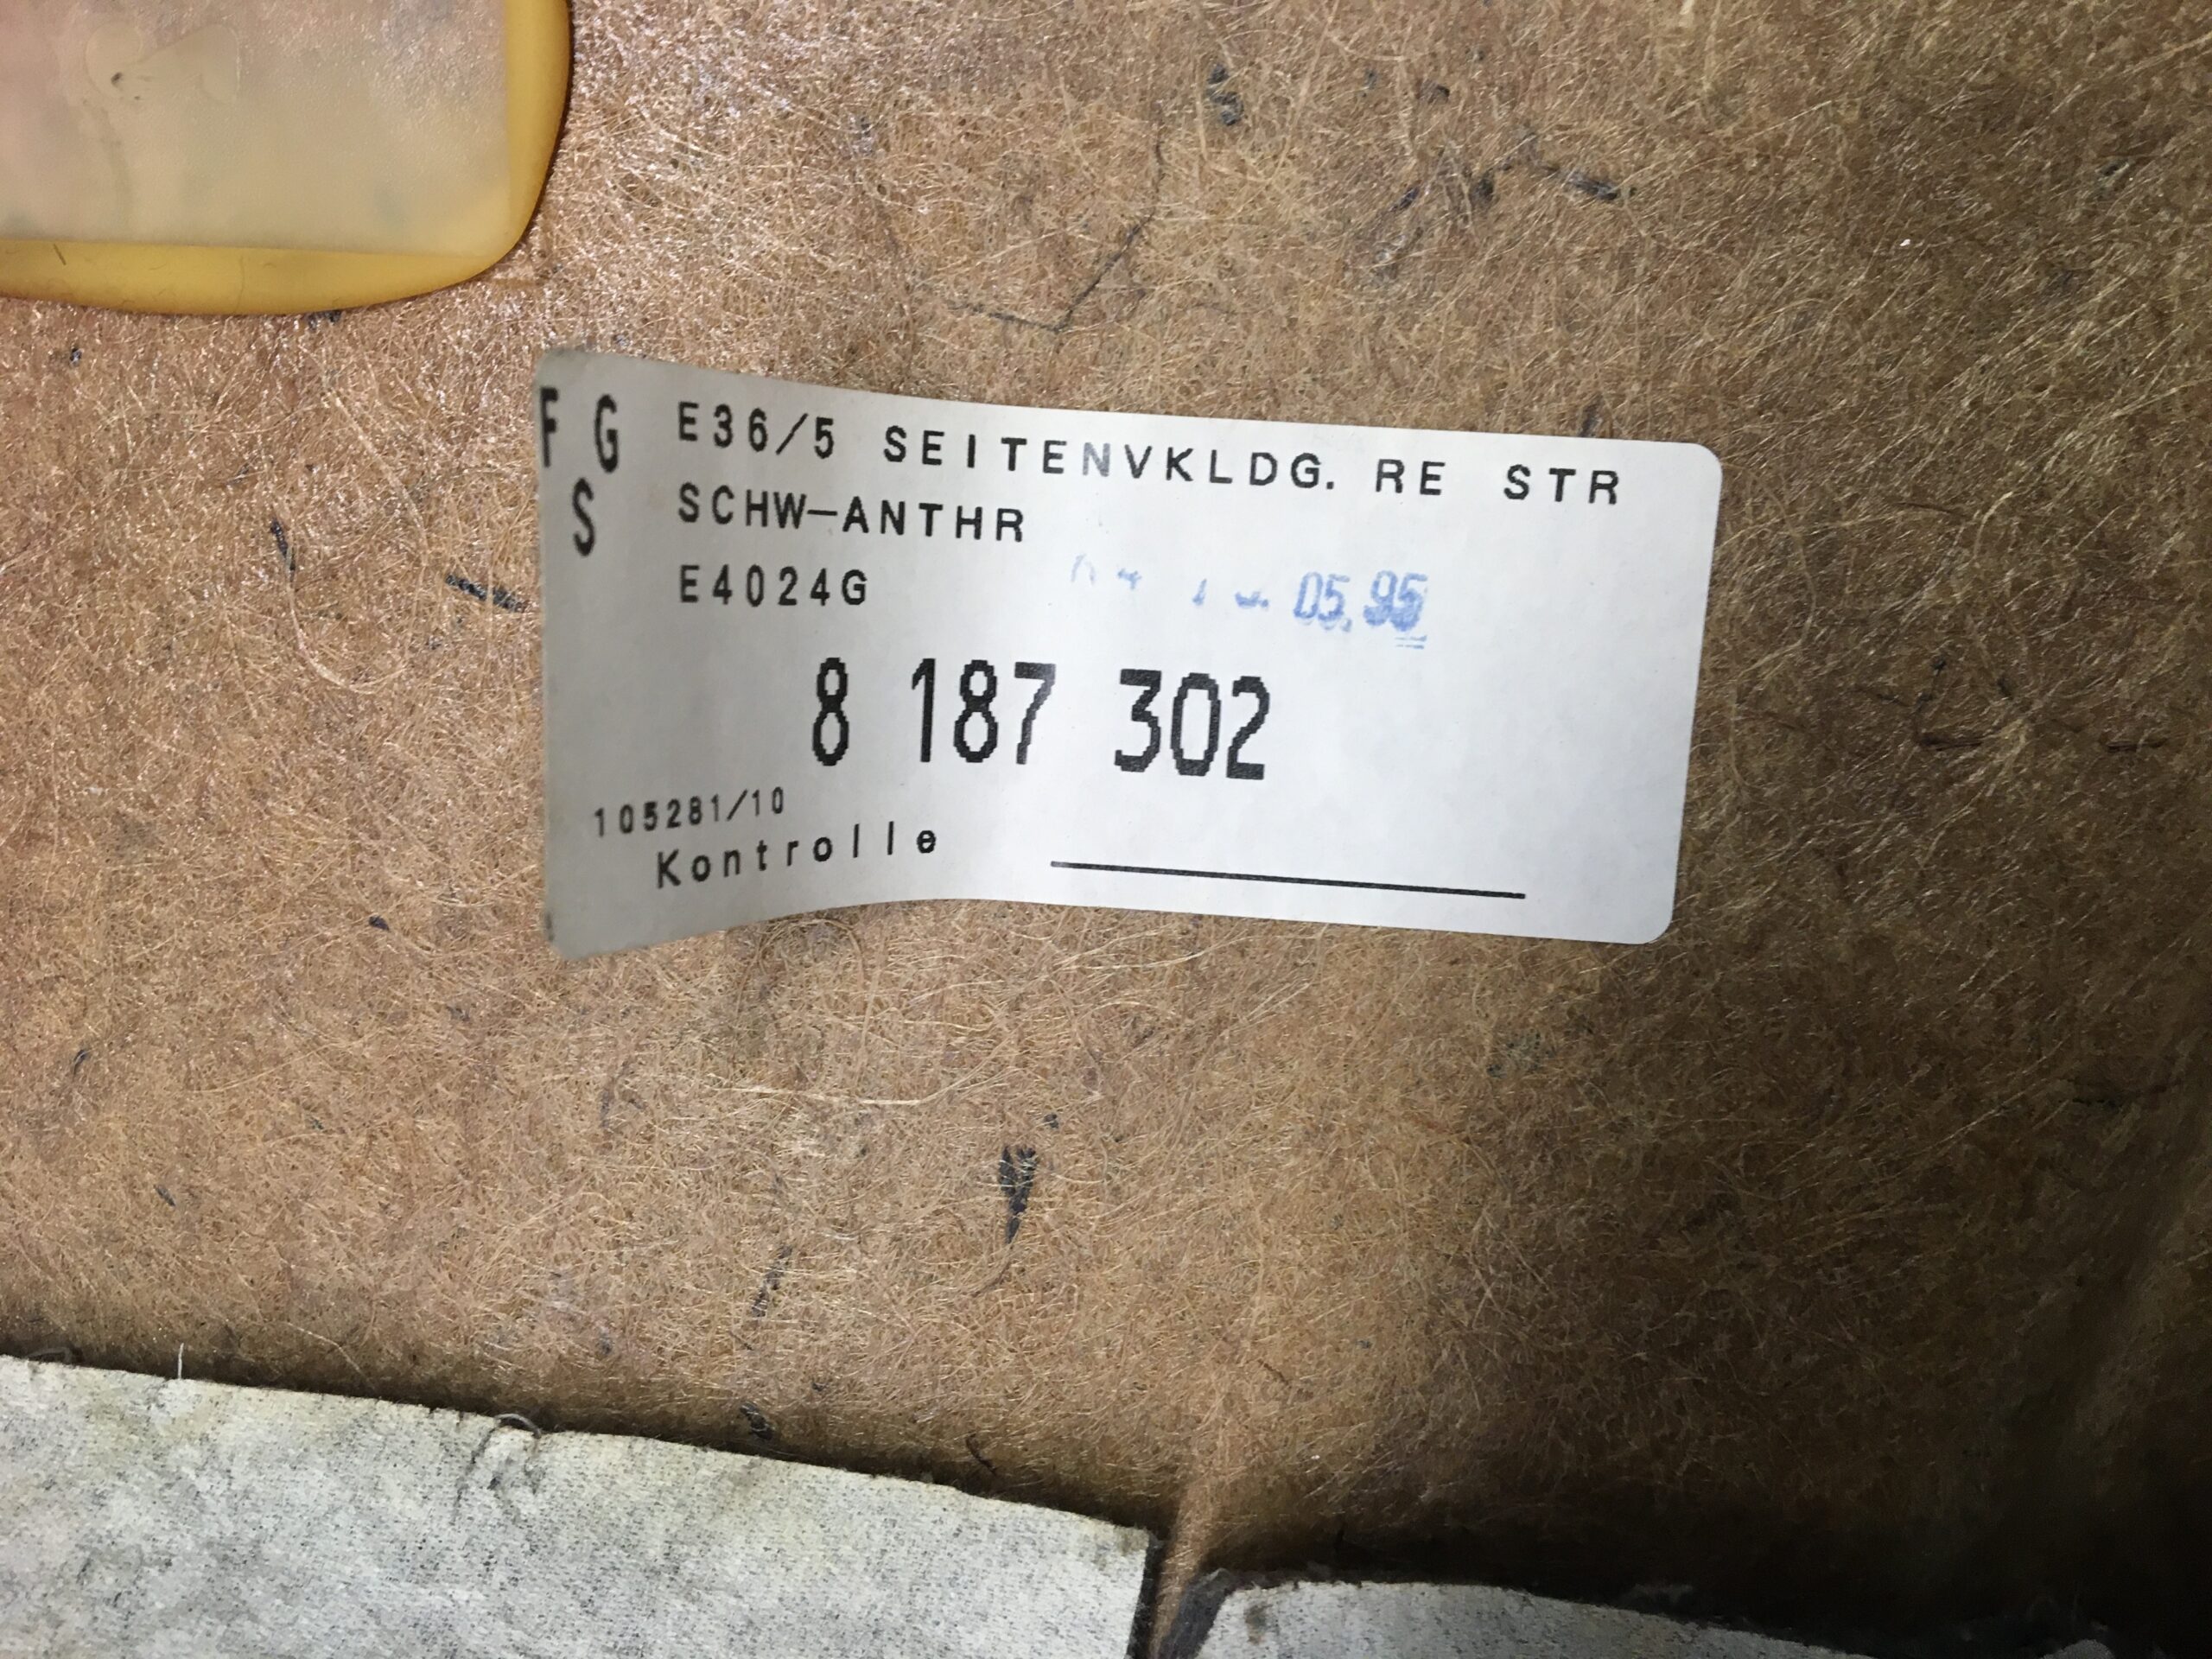 F G E36/5 SEITENVKLDG. RE STR
S SCHW-ANTHR
E4024G 05.95
8 187 302
105281/10
Kontrolle